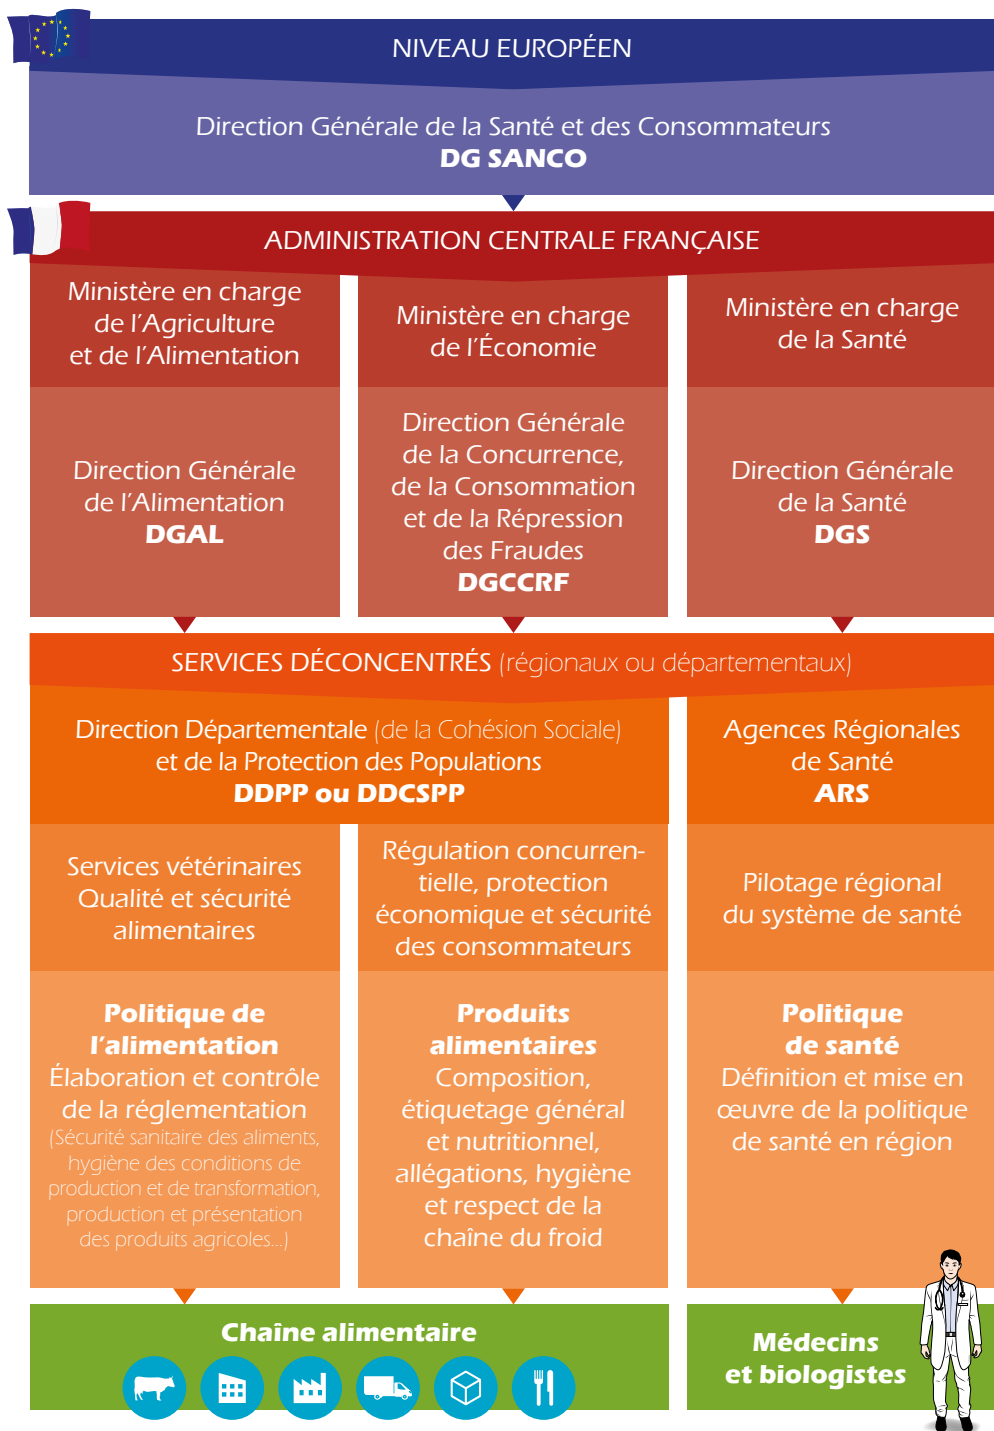 NIVEAU EUROPÉEN
Direction Générale de la Santé et des Consommateurs
DG SANCO
ADMINISTRATION CENTRALE FRANÇAISE
Ministère en charge
de l'Agriculture
et de l'Alimentation
Ministère en charge
de l'Économie
Ministère en charge
de la Santé
Direction Générale
de l'Alimentation
DGAL
Direction Générale
de la Concurrence,
de la Consommation
et de la Répression
des Fraudes
DGCCRF
Direction Générale
de la Santé
DGS
SERVICES DÉCONCENTRÉS (régionaux ou départementaux)
Direction Départementale (de la Cohésion Sociale)
et de la Protection des Populations
DDPP ou DDCSPP
Agences Régionales
de Santé
ARS
Services vétérinaires
Qualité et sécurité
alimentaires
Régulation concurren-
tielle, protection
économique et sécurité
des consommateurs
Pilotage régional
du système de santé
Politique de
l'alimentation
Élaboration et contrôle
de la réglementation
(Sécurité sanitaire des aliments,
hygiène des conditions de
production et de transformation,
production et présentation
des produits agricoles...)
Produits
alimentaires
Composition,
étiquetage général
et nutritionnel,
allégations, hygiène
et respect de la
chaîne du froid
Politique
de santé
Définition et mise en
œuvre de la politique
de santé en région
Chaîne alimentaire
Médecins
et biologistes